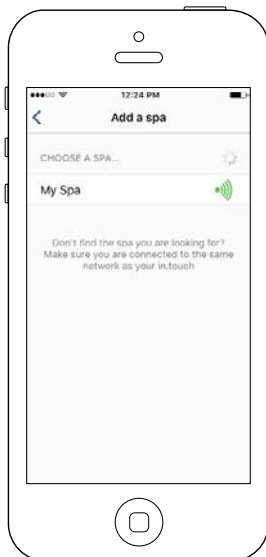 12:24 PM
Add a spa
CHOOSE A SPA...
My Spa
Don't find the spa you are looking for?
Make sure you are connected to the same
network as your in.touch